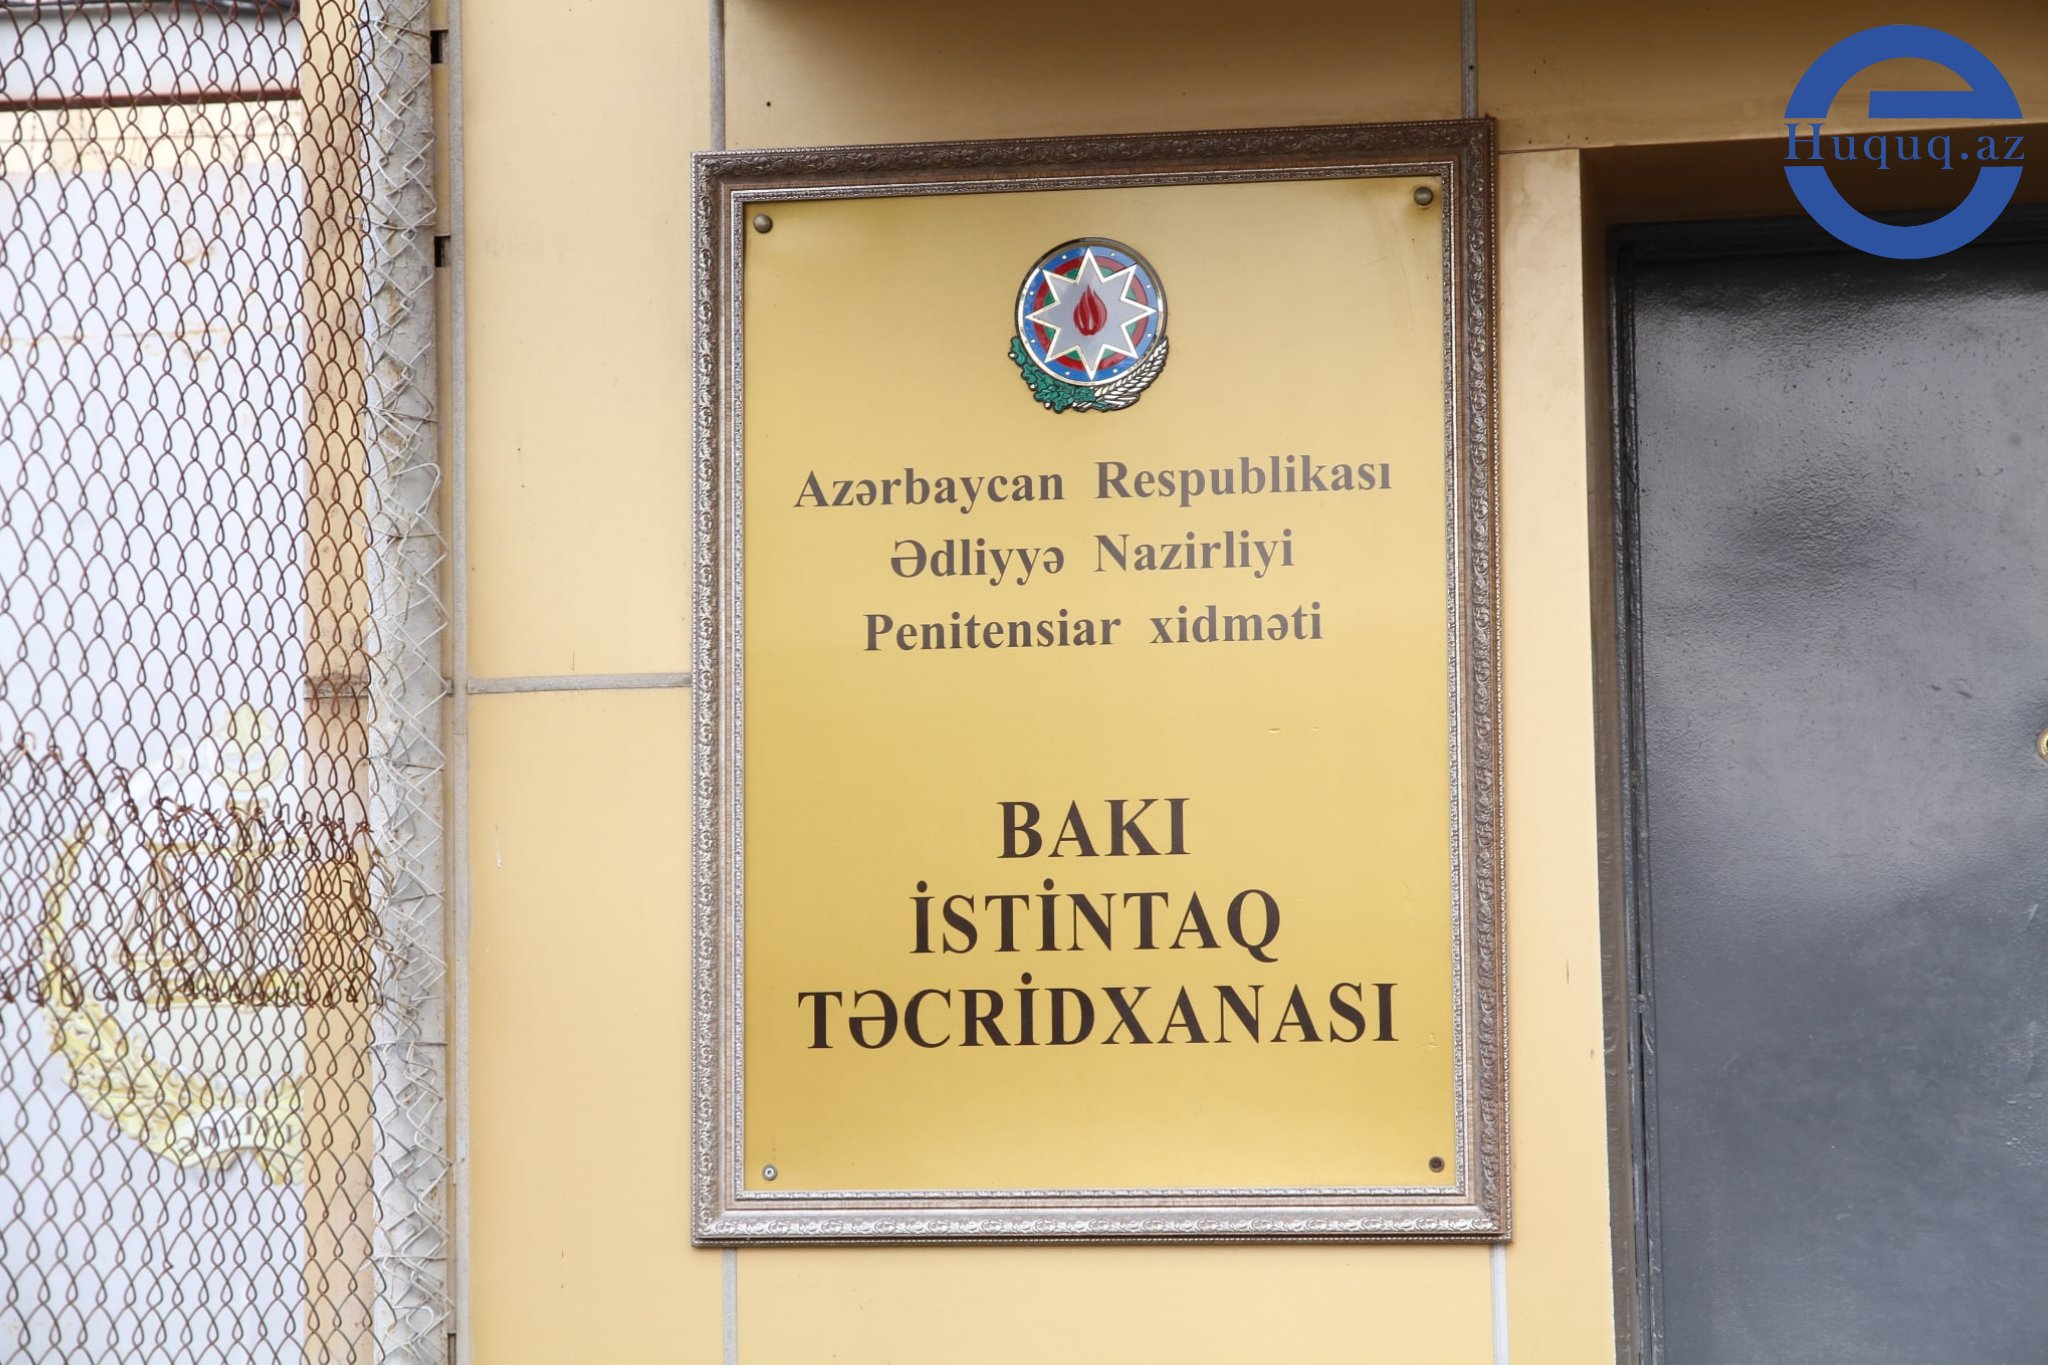 Huquq.az
Azərbaycan Respublikası
Ədliyyə Nazirliyi
Penitensiar xidməti
BAKI
İSTİNTAQ
TƏCRİDXANASI